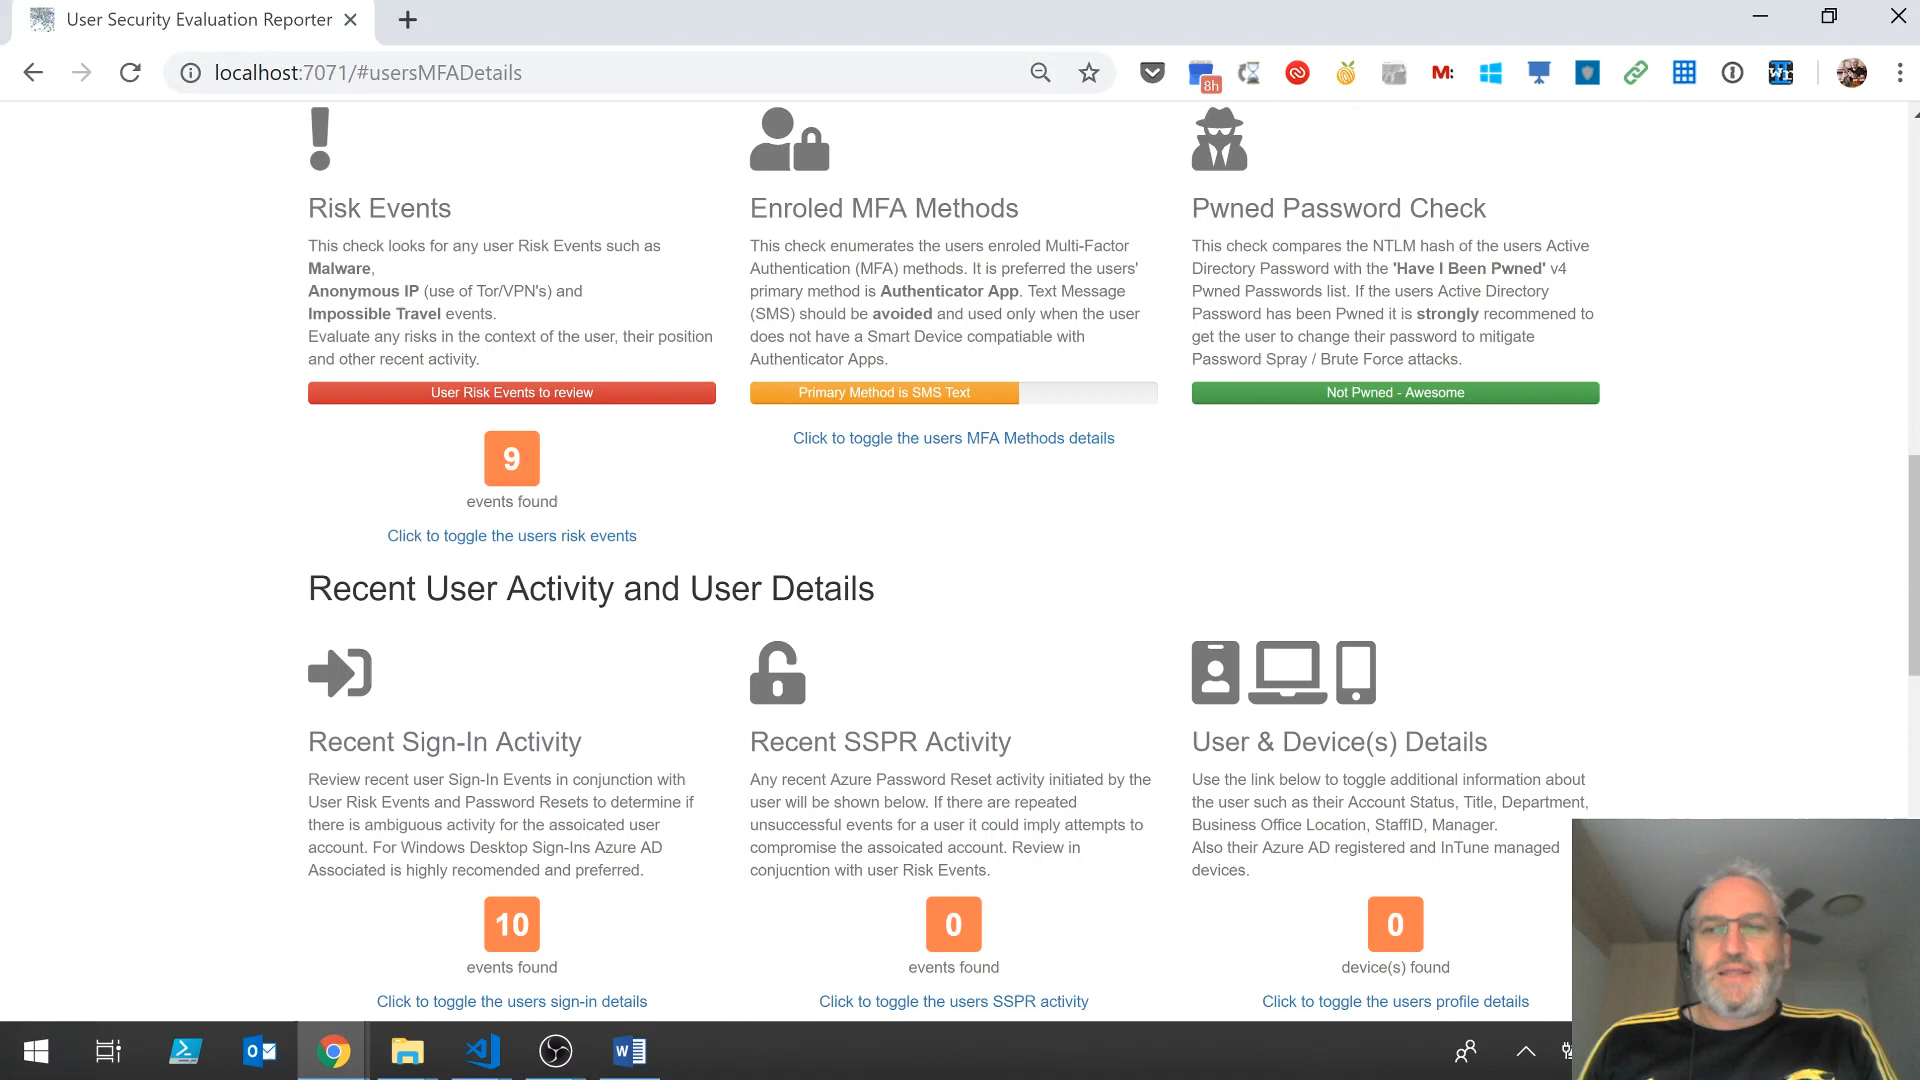 User Security Evaluation Reporter
localhost:7071/#usersMFADetails
8h
M:
Wr
Risk Events
This check looks for any user Risk Events such as
Malware,
Anonymous IP (use of Tor/VPN's) and
Impossible Travel events.
Evaluate any risks in the context of the user, their position
and other recent activity.
User Risk Events to review
9
events found
Click to toggle the users risk events
Enroled MFA Methods
This check enumerates the users enroled Multi-Factor
Authentication (MFA) methods. It is preferred the users'
primary method is Authenticator App. Text Message
(SMS) should be avoided and used only when the user
does not have a Smart Device compatiable with
Authenticator Apps.
Primary Method is SMS Text
Click to toggle the users MFA Methods details
Pwned Password Check
This check compares the NTLM hash of the users Active
Directory Password with the 'Have I Been Pwned' v4
Pwned Passwords list. If the users Active Directory
Password has been Pwned it is strongly recommened to
get the user to change their password to mitigate
Password Spray / Brute Force attacks.
Not Pwned - Awesome
Recent User Activity and User Details
Recent Sign-In Activity
Review recent user Sign-In Events in conjunction with
User Risk Events and Password Resets to determine if
there is ambiguous activity for the assoicated user
account. For Windows Desktop Sign-Ins Azure AD
Associated is highly recomended and preferred.
10
events found
Click to toggle the users sign-in details
Recent SSPR Activity
Any recent Azure Password Reset activity initiated by the
user will be shown below. If there are repeated
unsuccessful events for a user it could imply attempts to
compromise the assoicated account. Review in
conjucntion with user Risk Events.
0
events found
Click to toggle the users SSPR activity
User & Device(s) Details
Use the link below to toggle additional information about
the user such as their Account Status, Title, Department,
Business Office Location, StaffID, Manager.
Also their Azure AD registered and InTune managed
devices.
0
device(s) found
Click to toggle the users profile details